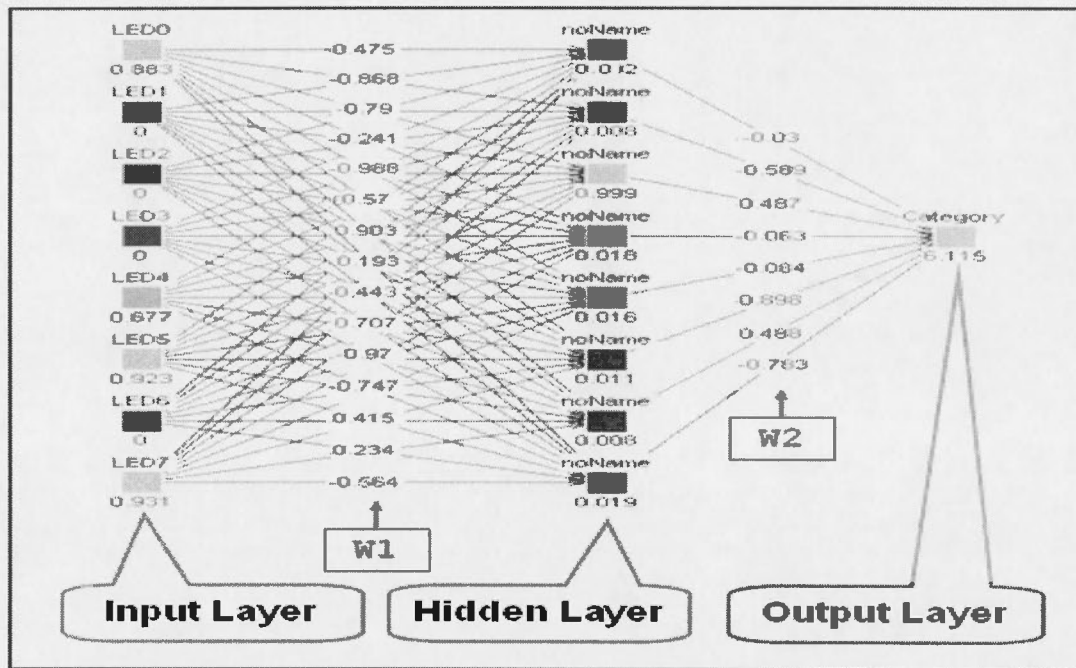 LED0
0.883
LED1
0
LED2
0
LED3
0
LED4
0.677
LED5
0.923
LED6
0
LED7
0.931
-0.475
-0.868
-0.79
-0.241
0.988
-0.57
0.903
0.193
-0.443
0.707
0.97
-0.747
0.415
0.234
-0.564
W1
noName
noName
0.008
noName
0.999
noName
0.018
noName
0.016
noName
0.011
noName
0.008
noName
0.019
-0.03
-0.589
0.487
-0.063
-0.084
0.898
0.488
-0.783
W2
Category
6.115
Input Layer
Hidden Layer
Output Layer